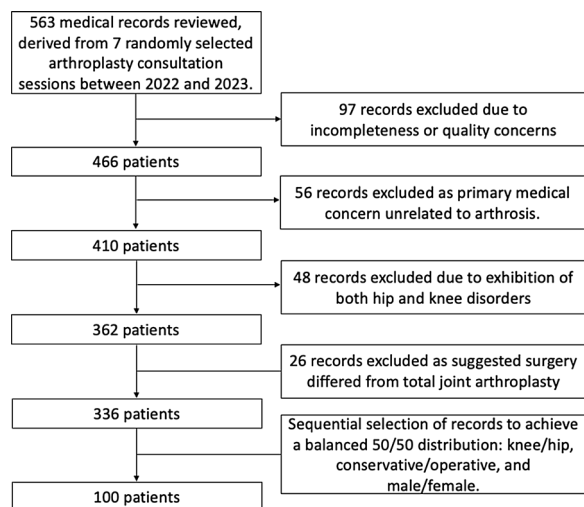 563 medical records reviewed,
derived from 7 randomly selected
arthroplasty consultation
sessions between 2022 and 2023.
97 records excluded due to
incompleteness or quality concerns
466 patients
56 records excluded as primary medical
concern unrelated to arthrosis.
410 patients
48 records excluded due to exhibition of
both hip and knee disorders
362 patients
26 records excluded as suggested surgery
differed from total joint arthroplasty
336 patients
Sequential selection of records to achieve
a balanced 50/50 distribution: knee/hip,
conservative/operative, and
male/female.
100 patients